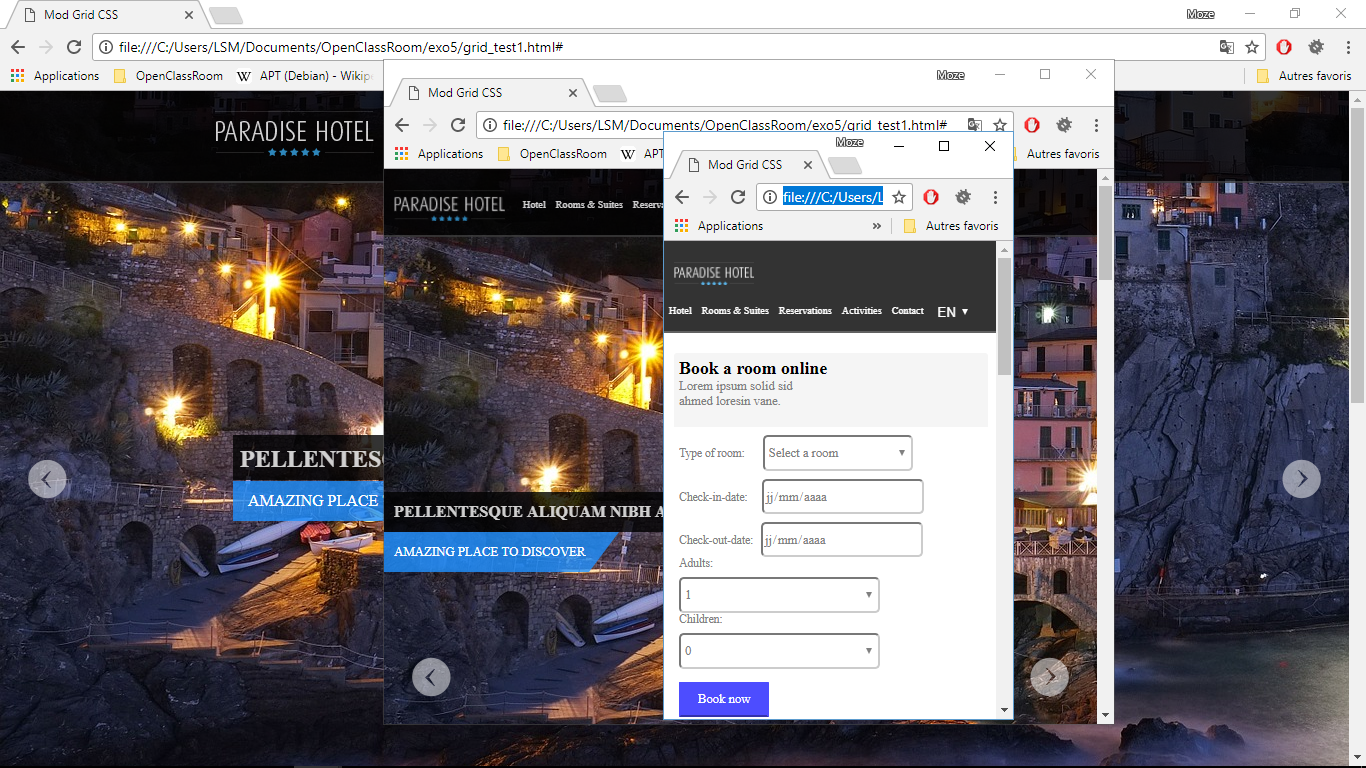 Mod Grid CSS
Moze
file:///C:/Users/LSM/Documents/OpenClassRoom/exo5/grid_test1.html#
Applications OpenClassRoom W APT (Debian) - Wikip Autres favoris
PARADISE HOTEL
PELLENTES
AMAZING PLACE
Moze
Mod Grid CSS
file:///C:/Users/LSM/Documents/OpenClassRoom/exo5/grid_test1.html#
Applications OpenClassRoom W APT Autres favoris
PARADISE HOTEL Hotel Rooms & Suites Reserva
PELLENTESQUE ALIQUAM NIBH A
AMAZING PLACE TO DISCOVER
Moze
Mod Grid CSS
file:///C:/Users/L
Applications » Autres favoris
PARADISE HOTEL
Hotel Rooms & Suites Reservations Activities Contact EN ▼
Book a room online
Lorem ipsum solid sid
ahmed loresin vane.
Type of room: Select a room
Check-in-date: jj/mm/aaaa
Check-out-date: jj/mm/aaaa
Adults:
1
Children:
0
Book now